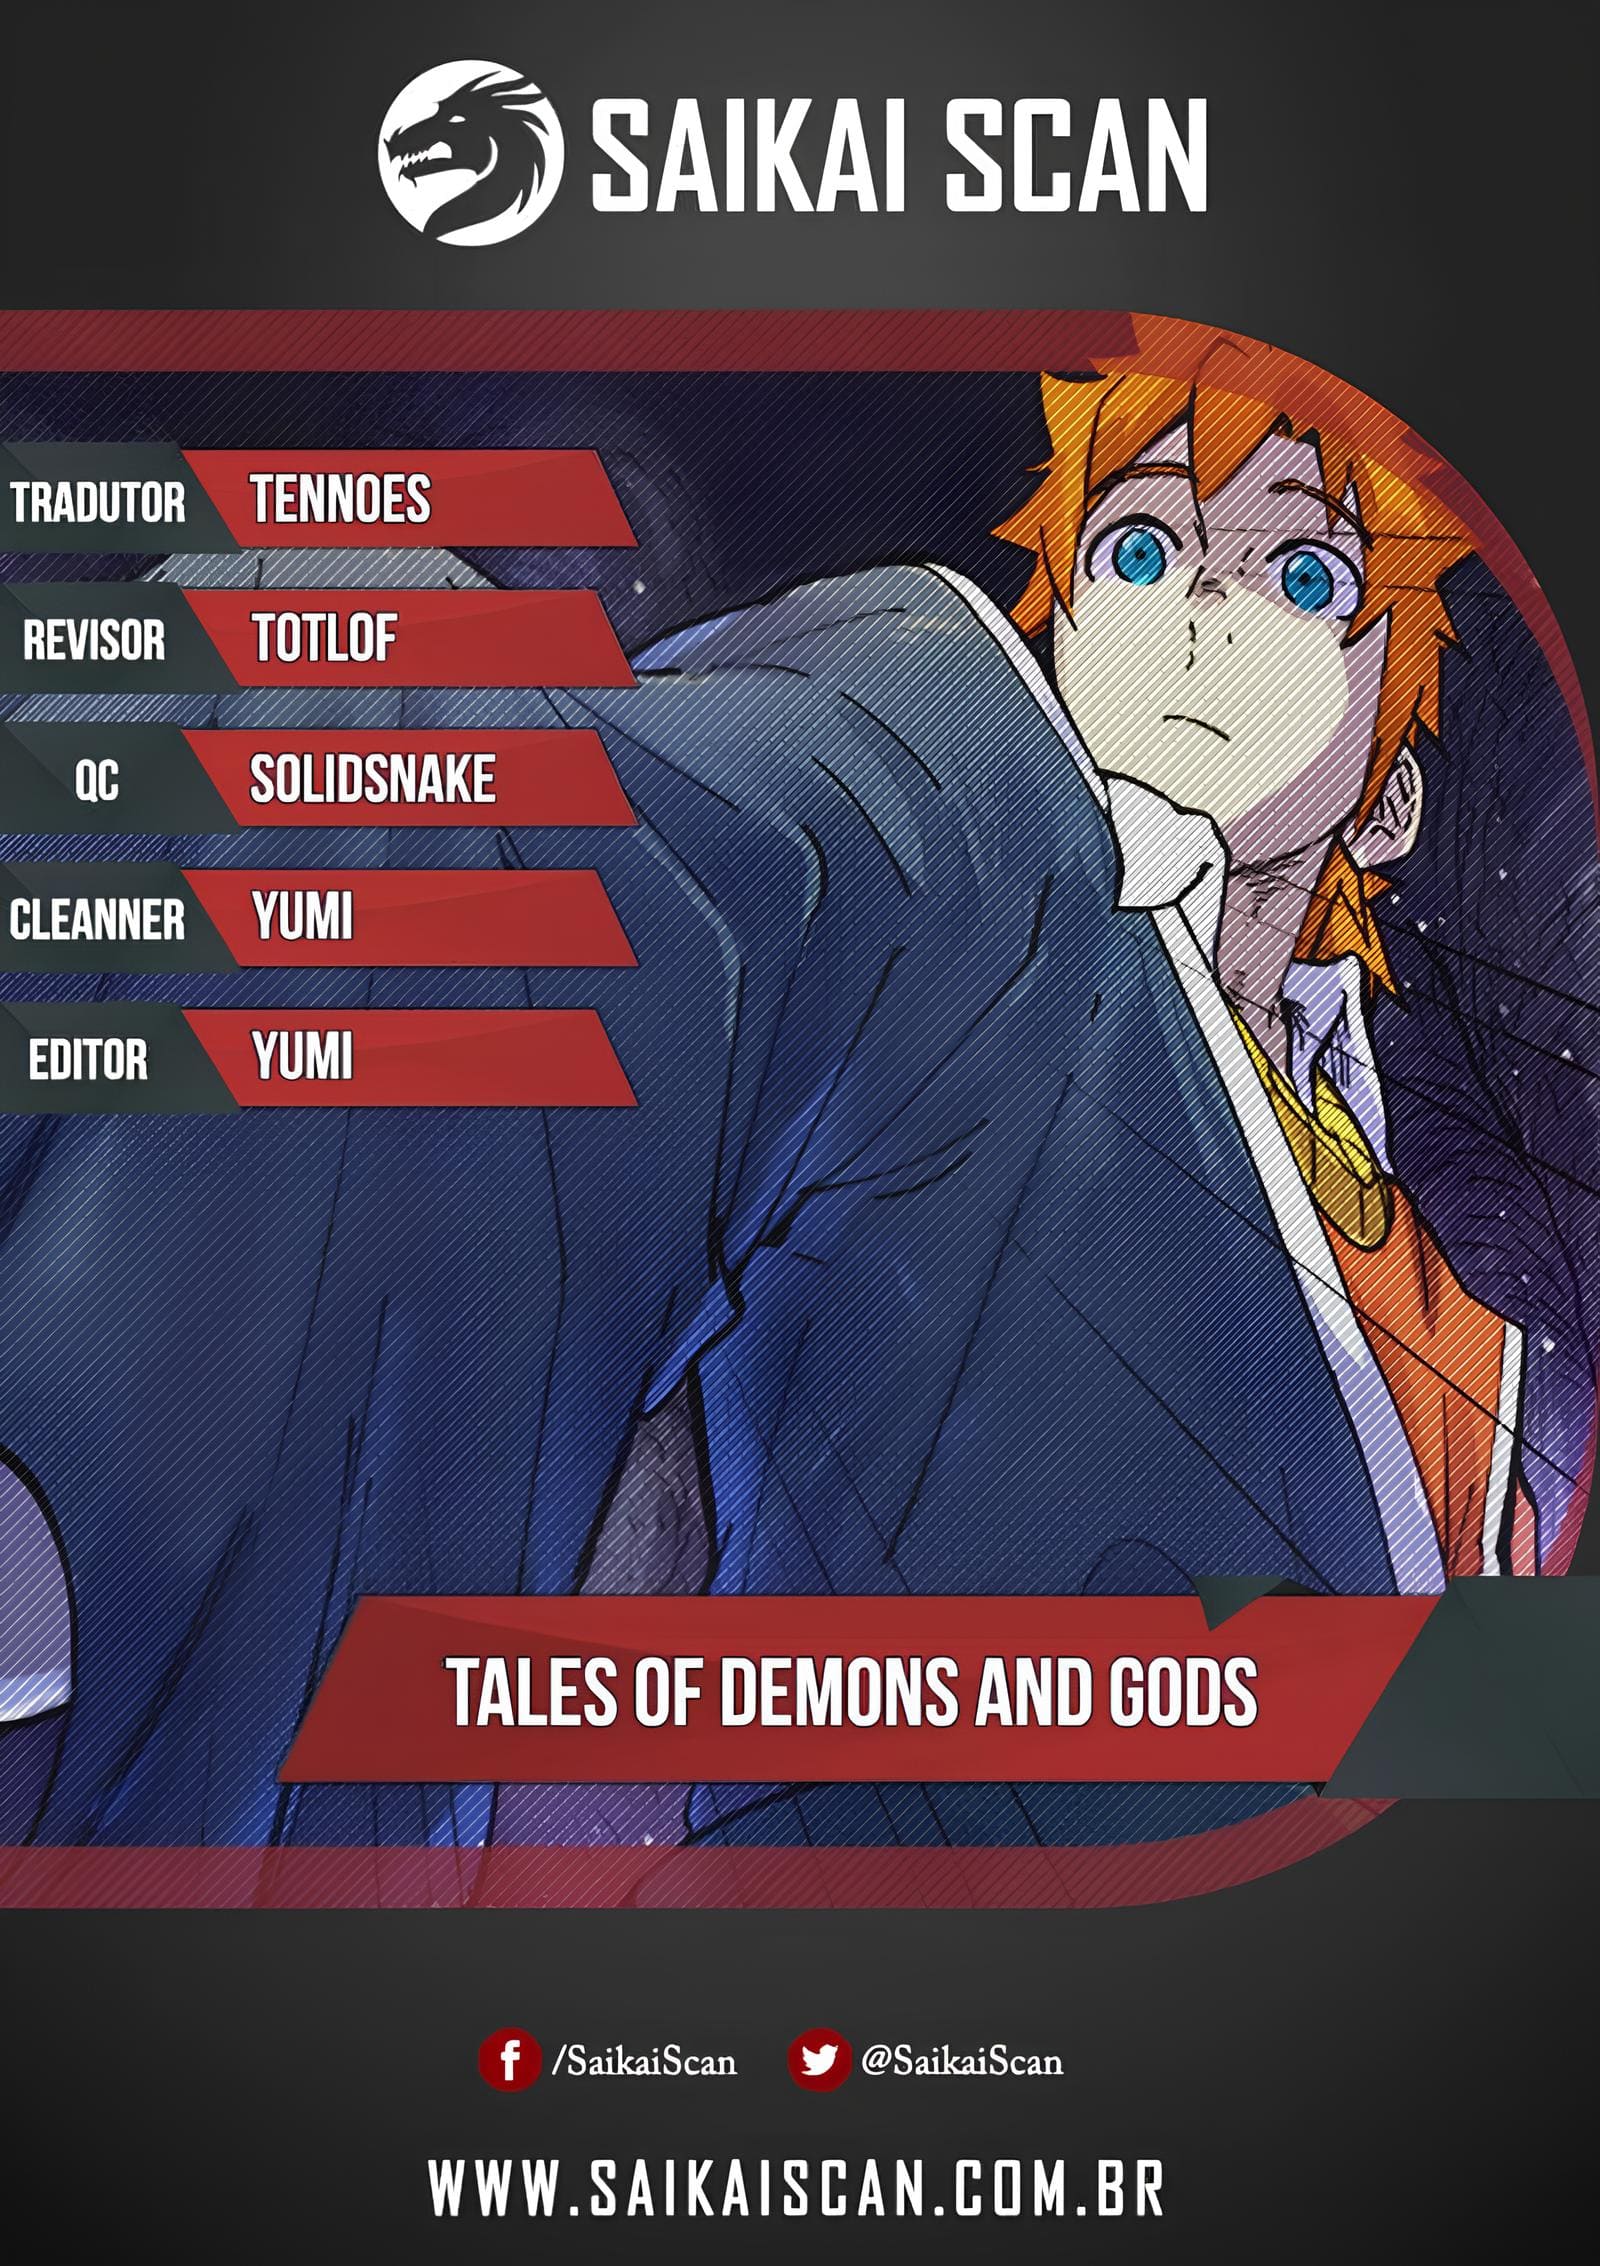 SAIKAI SCAN
TRADUTOR TENNOES
REVISOR TOTLOF
QC SOLIDSNAKE
CLEANNER YUMI
EDITOR YUMI
TALES OF DEMONS AND GODS
/SaikaiScan @SaikaiScan
WWW.SAIKAISCAN.COM.BR